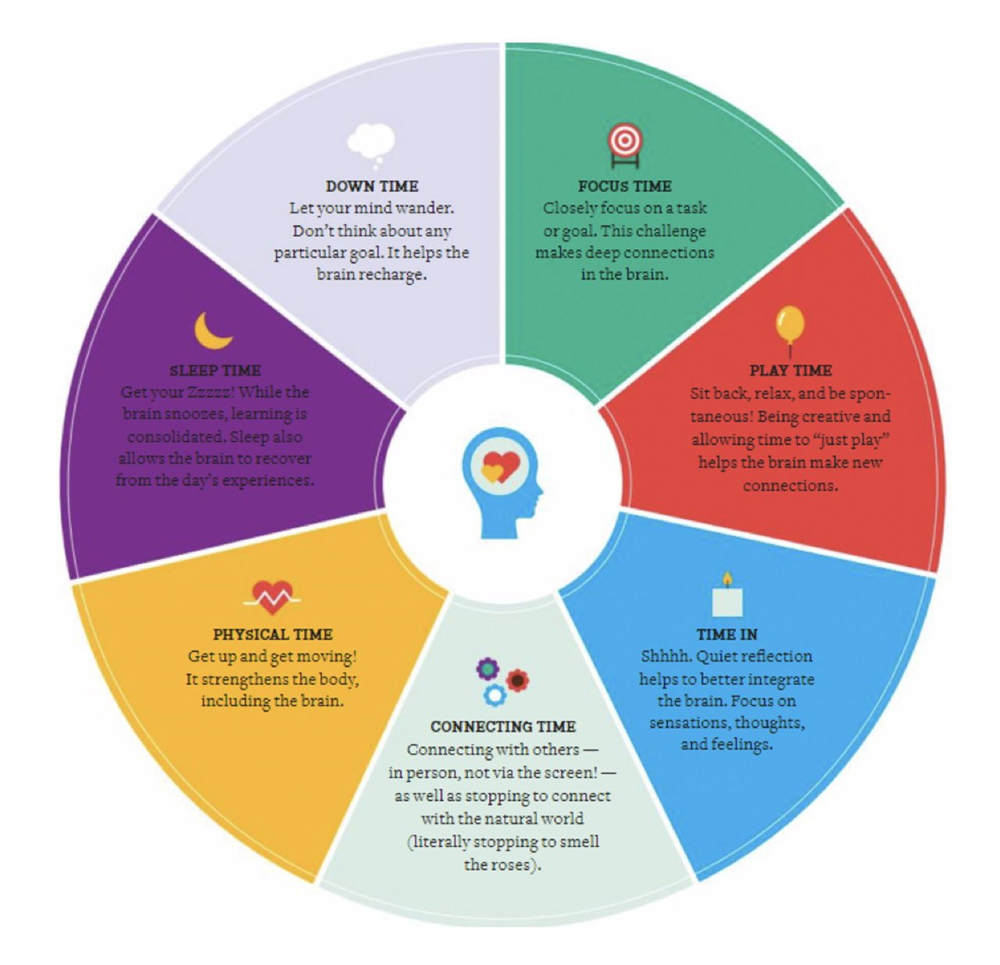 DOWN TIME
Let your mind wander.
Don’t think about any
particular goal. It helps the
brain recharge.
FOCUS TIME
Closely focus on a task
or goal. This challenge
makes deep connections
in the brain.
PLAY TIME
Sit back, relax, and be spon-
taneous! Being creative and
allowing time to “just play”
helps the brain make new
connections.
TIME IN
Shhhh. Quiet reflection
helps to better integrate
the brain. Focus on
sensations, thoughts,
and feelings.
CONNECTING TIME
Connecting with others —
in person, not via the screen! —
as well as stopping to connect
with the natural world
(literally stopping to smell
the roses).
PHYSICAL TIME
Get up and get moving!
It strengthens the body,
including the brain.
SLEEP TIME
Get your Zzzzz! While the
brain snoozes, learning is
consolidated. Sleep also
allows the brain to recover
from the day’s experiences.